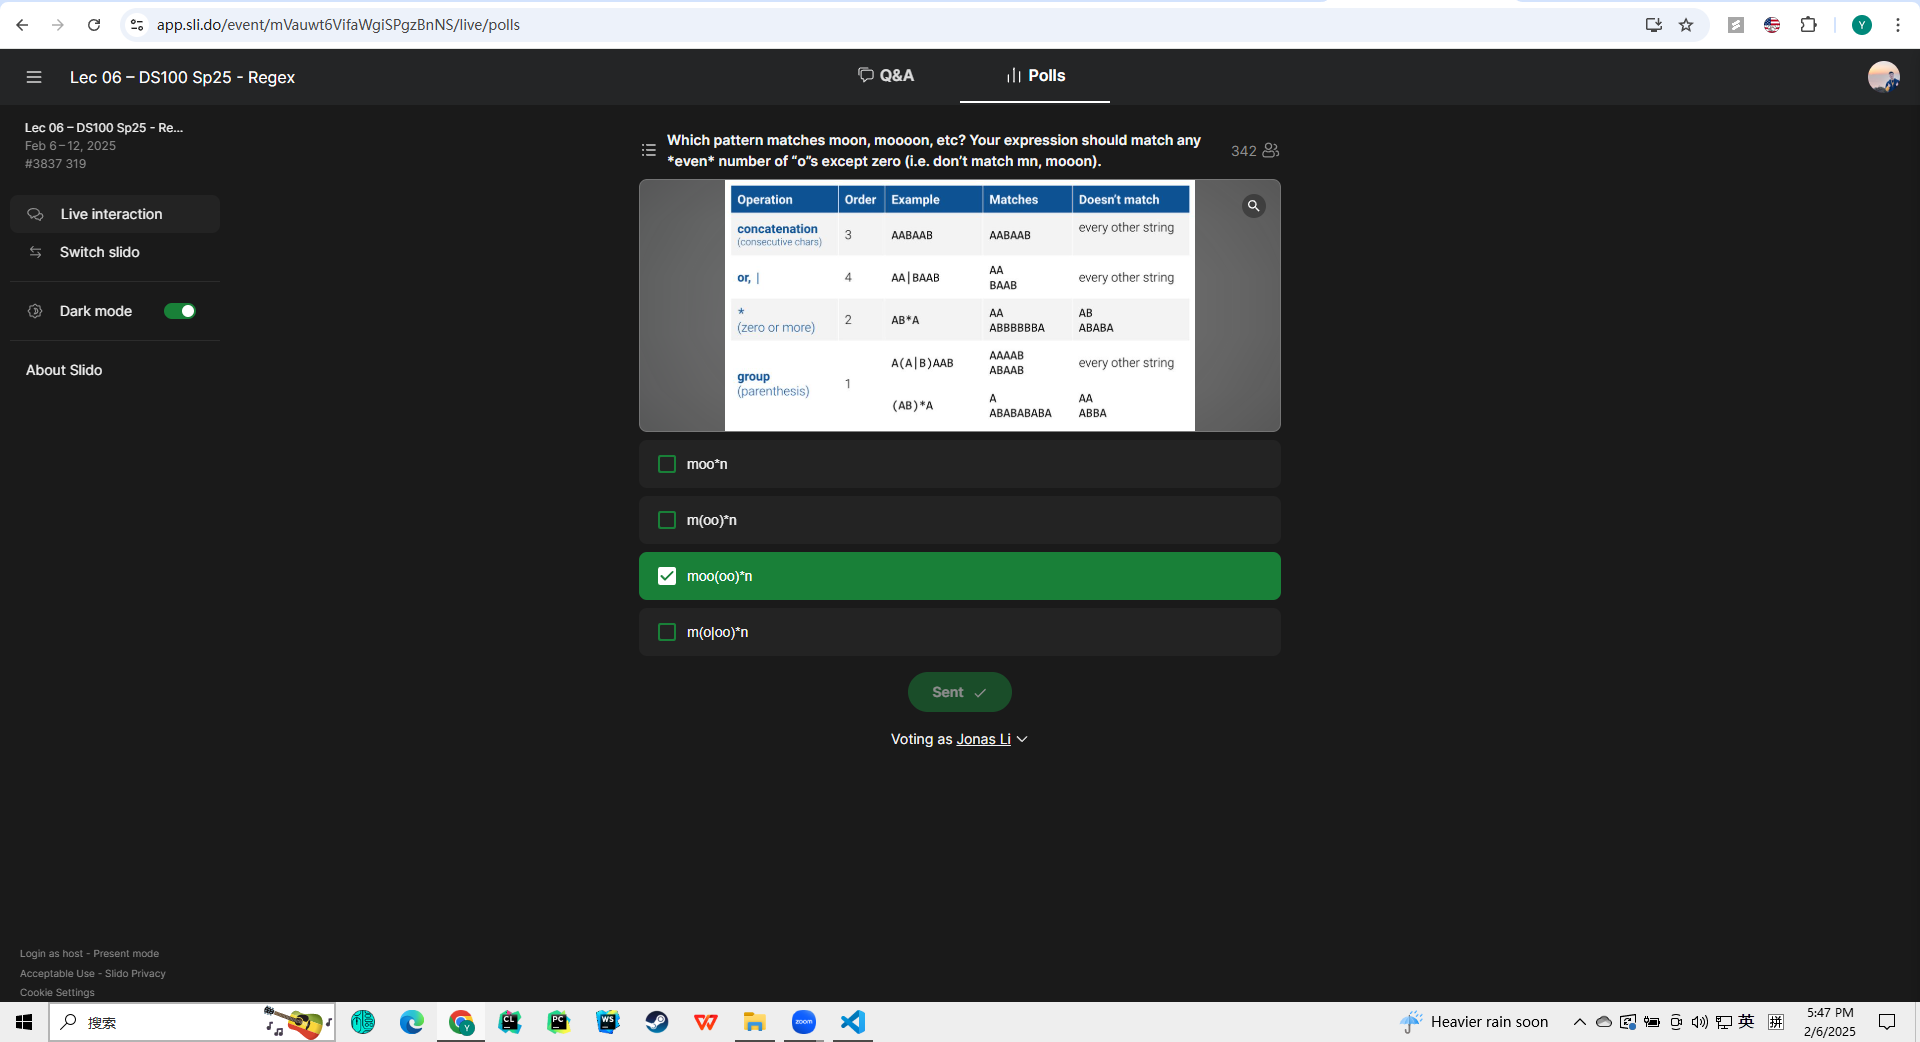 app.sli.do/event/mVauwt6VifaWgiSPgzBnNS/live/polls
Y
Lec 06 – DS100 Sp25 - Regex
Q&A
Polls
Lec 06 – DS100 Sp25 - Re...
Feb 6 – 12, 2025
#3837 319
Live interaction
Switch slido
Dark mode
About Slido
Which pattern matches moon, moooon, etc? Your expression should match any
*even* number of “o”s except zero (i.e. don’t match mn, mooon).
342
Operation Order Example Matches Doesn’t match
concatenation
(consecutive chars)
3 AABAAB AABAAB every other string
or, | 4 AA|BAAB AA
BAAB
every other string
*
(zero or more)
2 AB*A AA
ABBBBBBA
AB
ABABA
group
(parenthesis)
1 A(A|B)AAB AAAAB
ABAAB
every other string
(AB)*A A
ABABABABA
AA
ABBA
moo*n
m(oo)*n
moo(oo)*n
m(o|oo)*n
Sent
Voting as Jonas Li
Login as host - Present mode
Acceptable Use - Slido Privacy
Cookie Settings
搜索
Y
CL
PC
WS
zoom
Heavier rain soon
英
拼
5:47 PM
2/6/2025